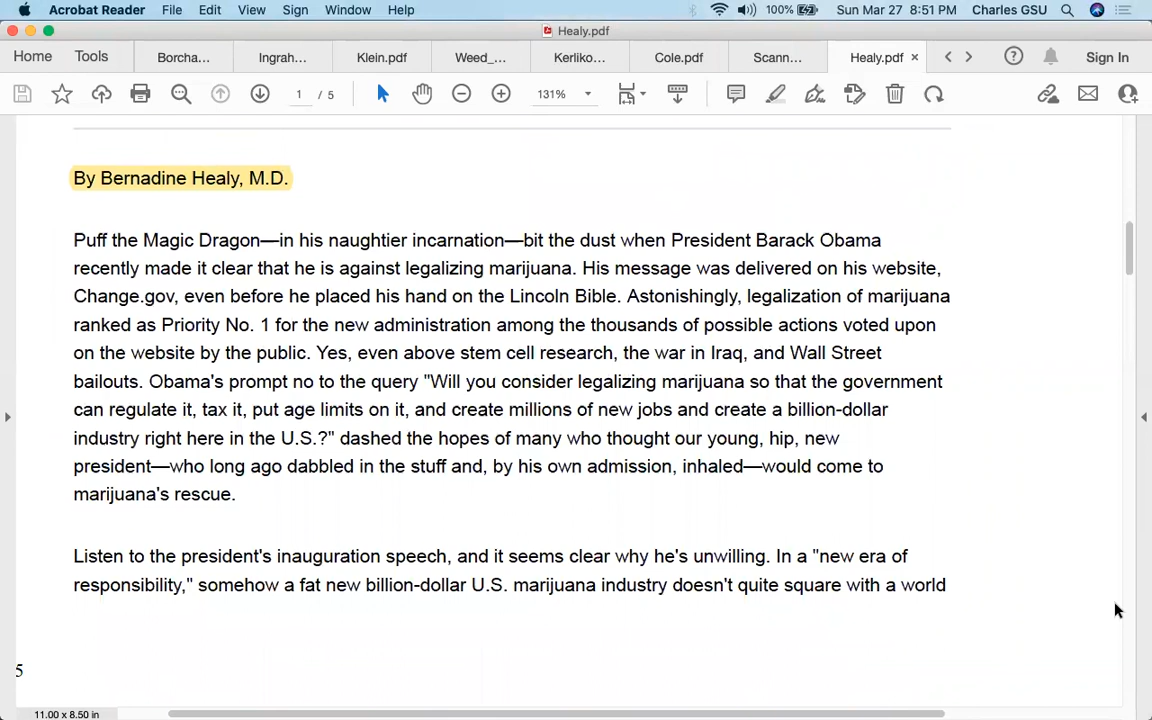 Acrobat Reader File Edit View Sign Window Help 100% Sun Mar 27 8:51 PM Charles GSU
Healy.pdf
Home Tools Borcha... Ingrah... Klein.pdf Weed_... Kerliko... Cole.pdf Scann... Healy.pdf × Sign In
1 / 5 131%
By Bernadine Healy, M.D.
Puff the Magic Dragon—in his naughtier incarnation—bit the dust when President Barack Obama
recently made it clear that he is against legalizing marijuana. His message was delivered on his website,
Change.gov, even before he placed his hand on the Lincoln Bible. Astonishingly, legalization of marijuana
ranked as Priority No. 1 for the new administration among the thousands of possible actions voted upon
on the website by the public. Yes, even above stem cell research, the war in Iraq, and Wall Street
bailouts. Obama's prompt no to the query "Will you consider legalizing marijuana so that the government
can regulate it, tax it, put age limits on it, and create millions of new jobs and create a billion-dollar
industry right here in the U.S.?" dashed the hopes of many who thought our young, hip, new
president—who long ago dabbled in the stuff and, by his own admission, inhaled—would come to
marijuana's rescue.
Listen to the president's inauguration speech, and it seems clear why he's unwilling. In a "new era of
responsibility," somehow a fat new billion-dollar U.S. marijuana industry doesn't quite square with a world
5
11.00 x 8.50 in